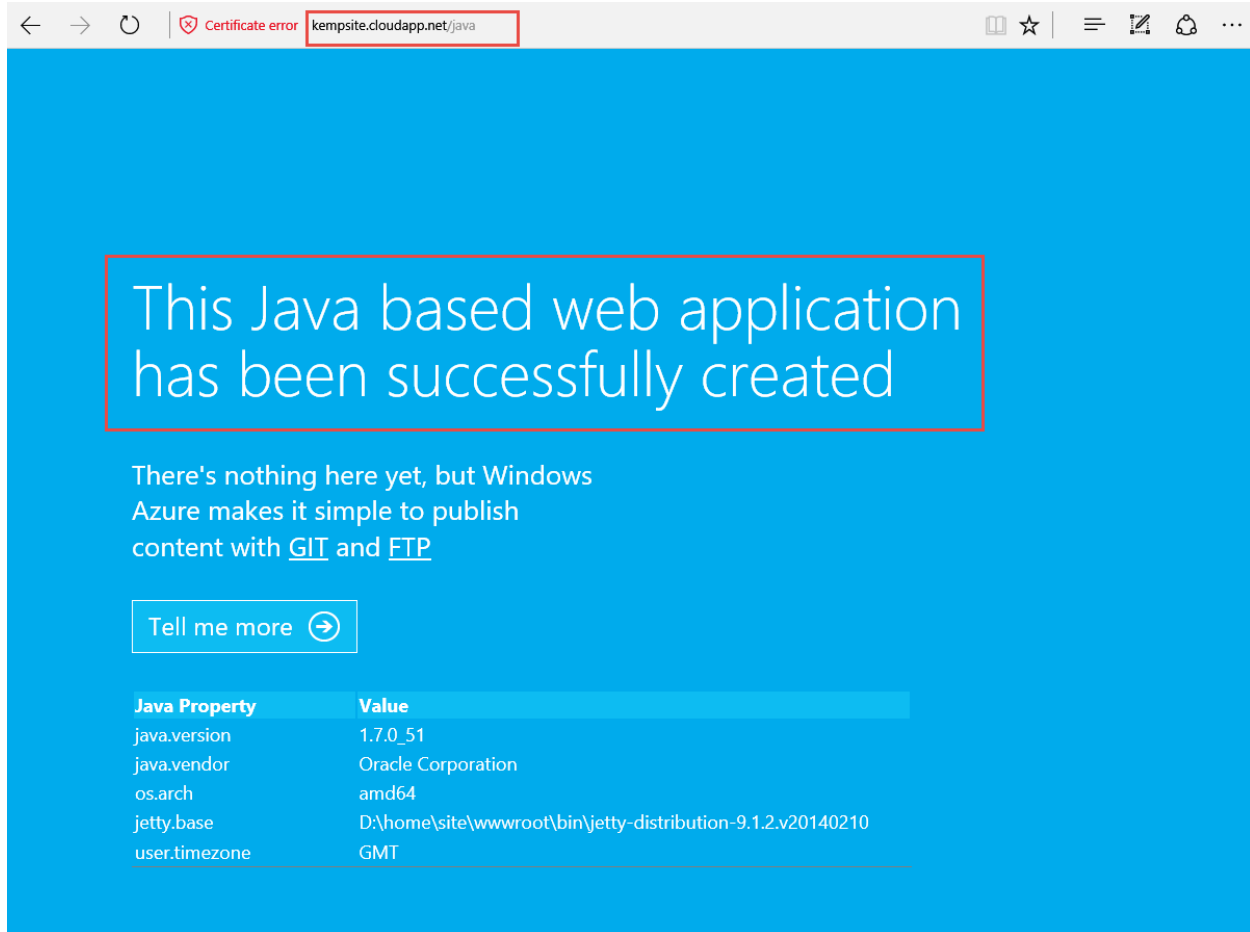 Certificate error kempsite.cloudapp.net/java
This Java based web application
has been successfully created
There's nothing here yet, but Windows
Azure makes it simple to publish
content with GIT and FTP
Tell me more
Java Property Value
java.version 1.7.0_51
java.vendor Oracle Corporation
os.arch amd64
jetty.base D:\home\site\wwwroot\bin\jetty-distribution-9.1.2.v20140210
user.timezone GMT